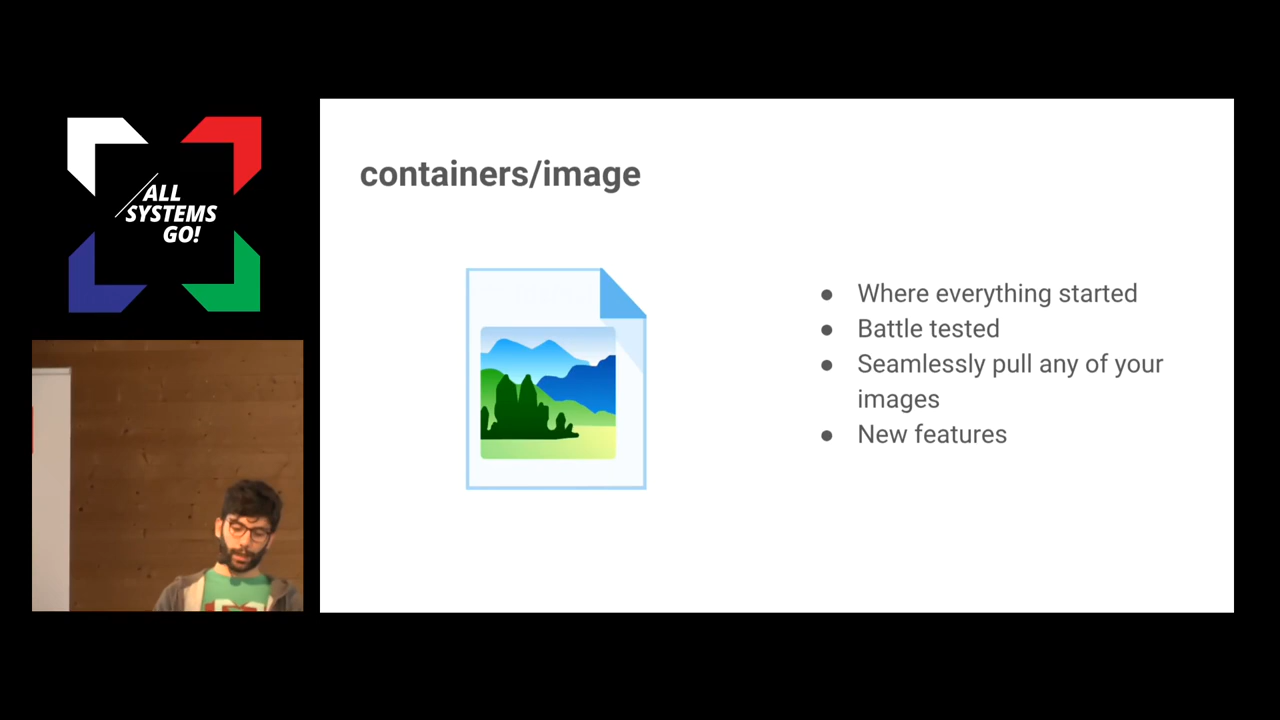 ALL
SYSTEMS
GO!
containers/image
● Where everything started
● Battle tested
● Seamlessly pull any of your
images
● New features